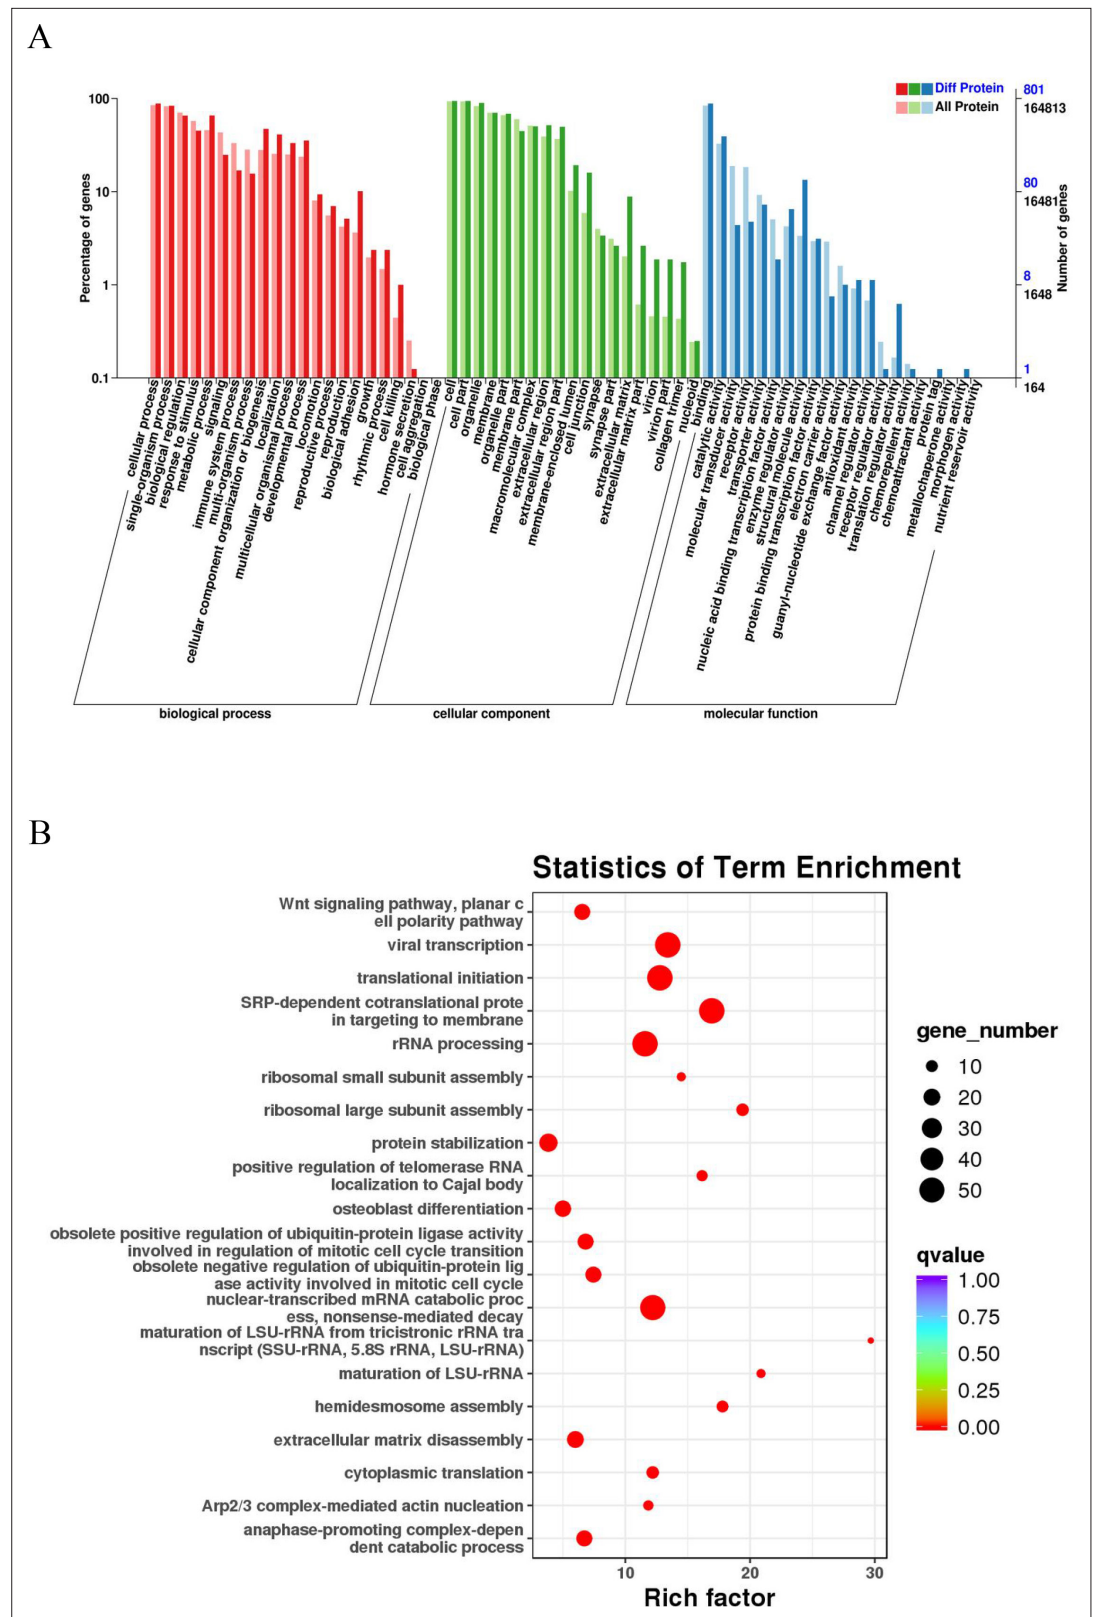 A
Diff Protein
All Protein
100
10
1
0.1
Percentage of genes
801
164813
80
16481
8
1648
1
164
Number of genes
cellular process
single-organism process
biological regulation
response to stimulus
metabolic process
signaling
immune system process
multi-organism process
cellular component organization or biogenesis
localization
multicellular organismal process
developmental process
locomotion
reproductive process
reproduction
biological adhesion
growth
rhythmic process
cell killing
hormone secretion
cell aggregation
biological phase
cell
cell part
organelle
membrane
organelle part
membrane part
macromolecular complex
extracellular region
extracellular region part
membrane-enclosed lumen
cell junction
synapse
synapse part
extracellular matrix
extracellular matrix part
virion
virion part
collagen trimer
nucleoid
binding
catalytic activity
molecular transducer activity
receptor activity
transporter activity
nucleic acid binding transcription factor activity
enzyme regulator activity
structural molecule activity
protein binding transcription factor activity
electron carrier activity
guanyl-nucleotide exchange factor activity
antioxidant activity
channel regulator activity
receptor regulator activity
translation regulator activity
chemorepellent activity
chemoattractant activity
protein tag
metallochaperone activity
morphogen activity
nutrient reservoir activity
biological process
cellular component
molecular function
B
Statistics of Term Enrichment
Wnt signaling pathway, planar c
ell polarity pathway
viral transcription
translational initiation
SRP-dependent cotranslational prote
in targeting to membrane
rRNA processing
ribosomal small subunit assembly
ribosomal large subunit assembly
protein stabilization
positive regulation of telomerase RNA
localization to Cajal body
osteoblast differentiation
obsolete positive regulation of ubiquitin-protein ligase activity
involved in regulation of mitotic cell cycle transition
obsolete negative regulation of ubiquitin-protein lig
ase activity involved in mitotic cell cycle
nuclear-transcribed mRNA catabolic proc
ess, nonsense-mediated decay
maturation of LSU-rRNA from tricistronic rRNA tra
nscript (SSU-rRNA, 5.8S rRNA, LSU-rRNA)
maturation of LSU-rRNA
hemidesmosome assembly
extracellular matrix disassembly
cytoplasmic translation
Arp2/3 complex-mediated actin nucleation
anaphase-promoting complex-depen
dent catabolic process
10
20
30
Rich factor
gene_number
10
20
30
40
50
qvalue
1.00
0.75
0.50
0.25
0.00